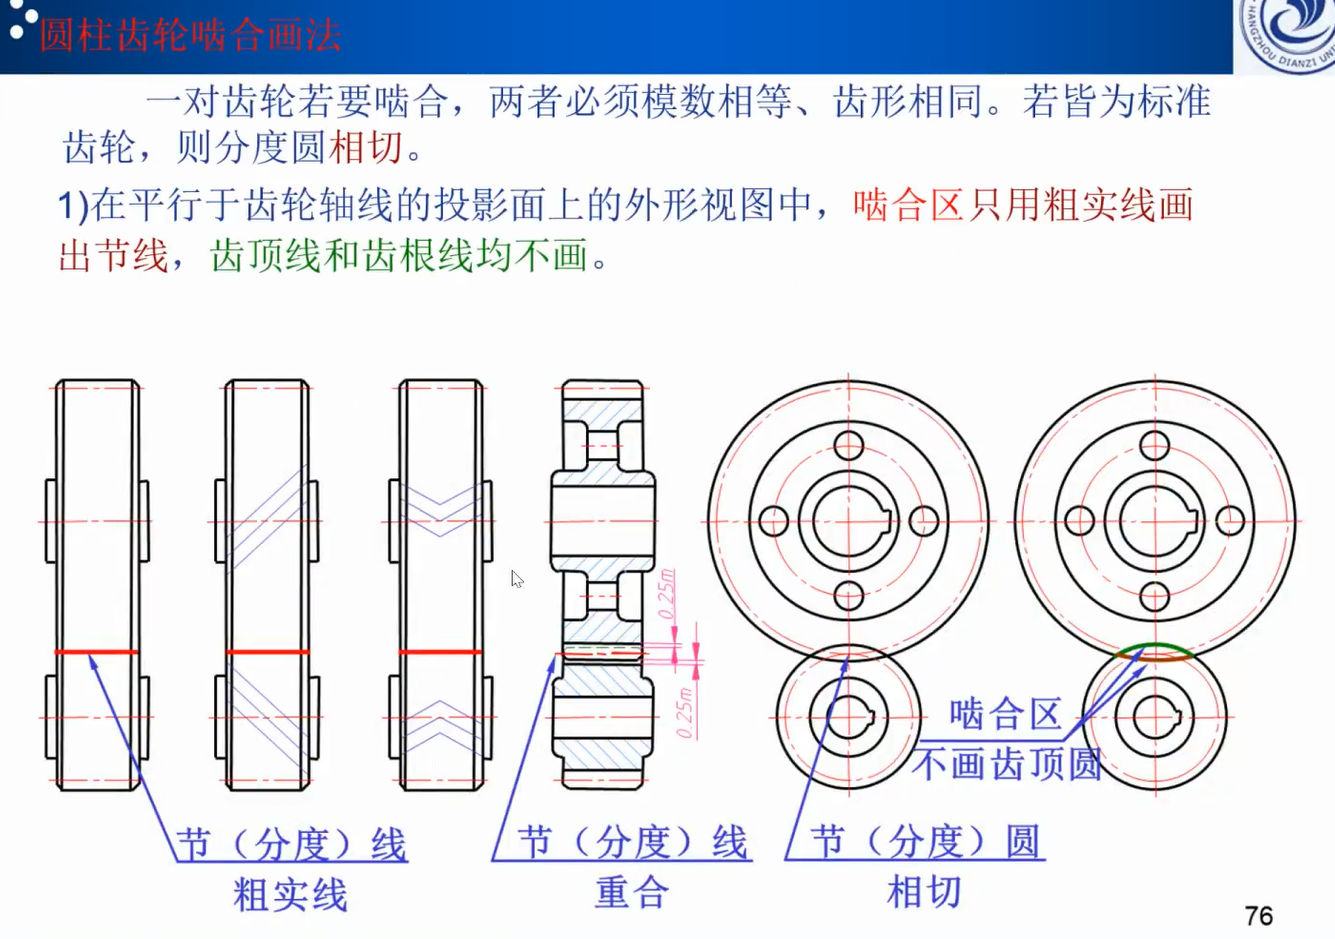 圆柱齿轮啮合画法
HANGZHOU DIANZI UNI
一对齿轮若要啮合，两者必须模数相等、齿形相同。若皆为标准
齿轮，则分度圆相切。
1)在平行于齿轮轴线的投影面上的外形视图中，啮合区只用粗实线画
出节线，齿顶线和齿根线均不画。
0.25m
0.25m
啮合区
不画齿顶圆
节（分度）线
粗实线
节（分度）线
重合
节（分度）圆
相切
76